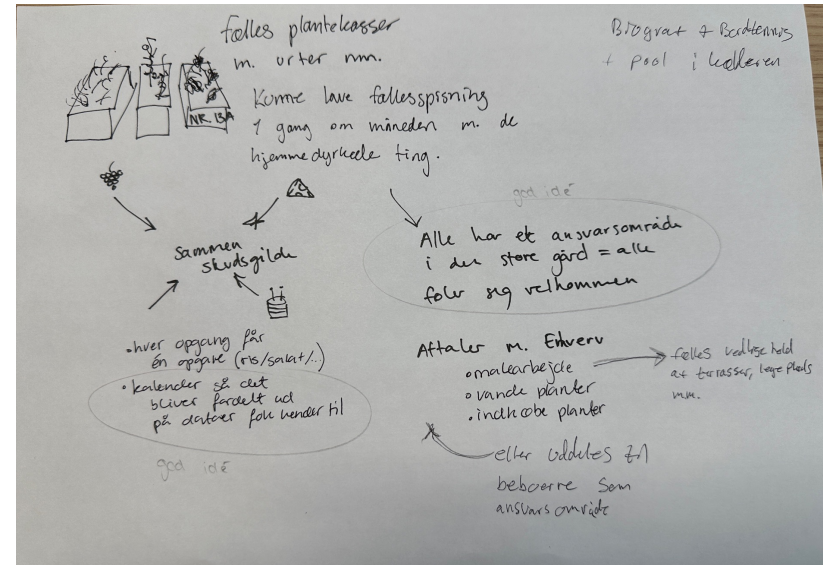 fælles plantekasser
m. urter mm.
Biograf + Bordtennis
+ pool i kælleren
NR. 13A
Kunne lave fællesspisning
1 gang om måneden m. de
hjemmedyrkede ting.
god idé
Alle har et ansvarsområde
i den store gård = alle
føler sig velkommen
Sammen
skudsgilde
• hver opgang får
én opgave (ris/salat/..)
• kalender så det
bliver fordelt ud
på datoer folk kender til
god idé
Aftaler m. Erhverv
• malearbejde
• vande planter
• indkøbe planter
fælles vedligehold
af terrasser, legeplads
mm.
eller uddeles til
beboerne som
ansvarsområde